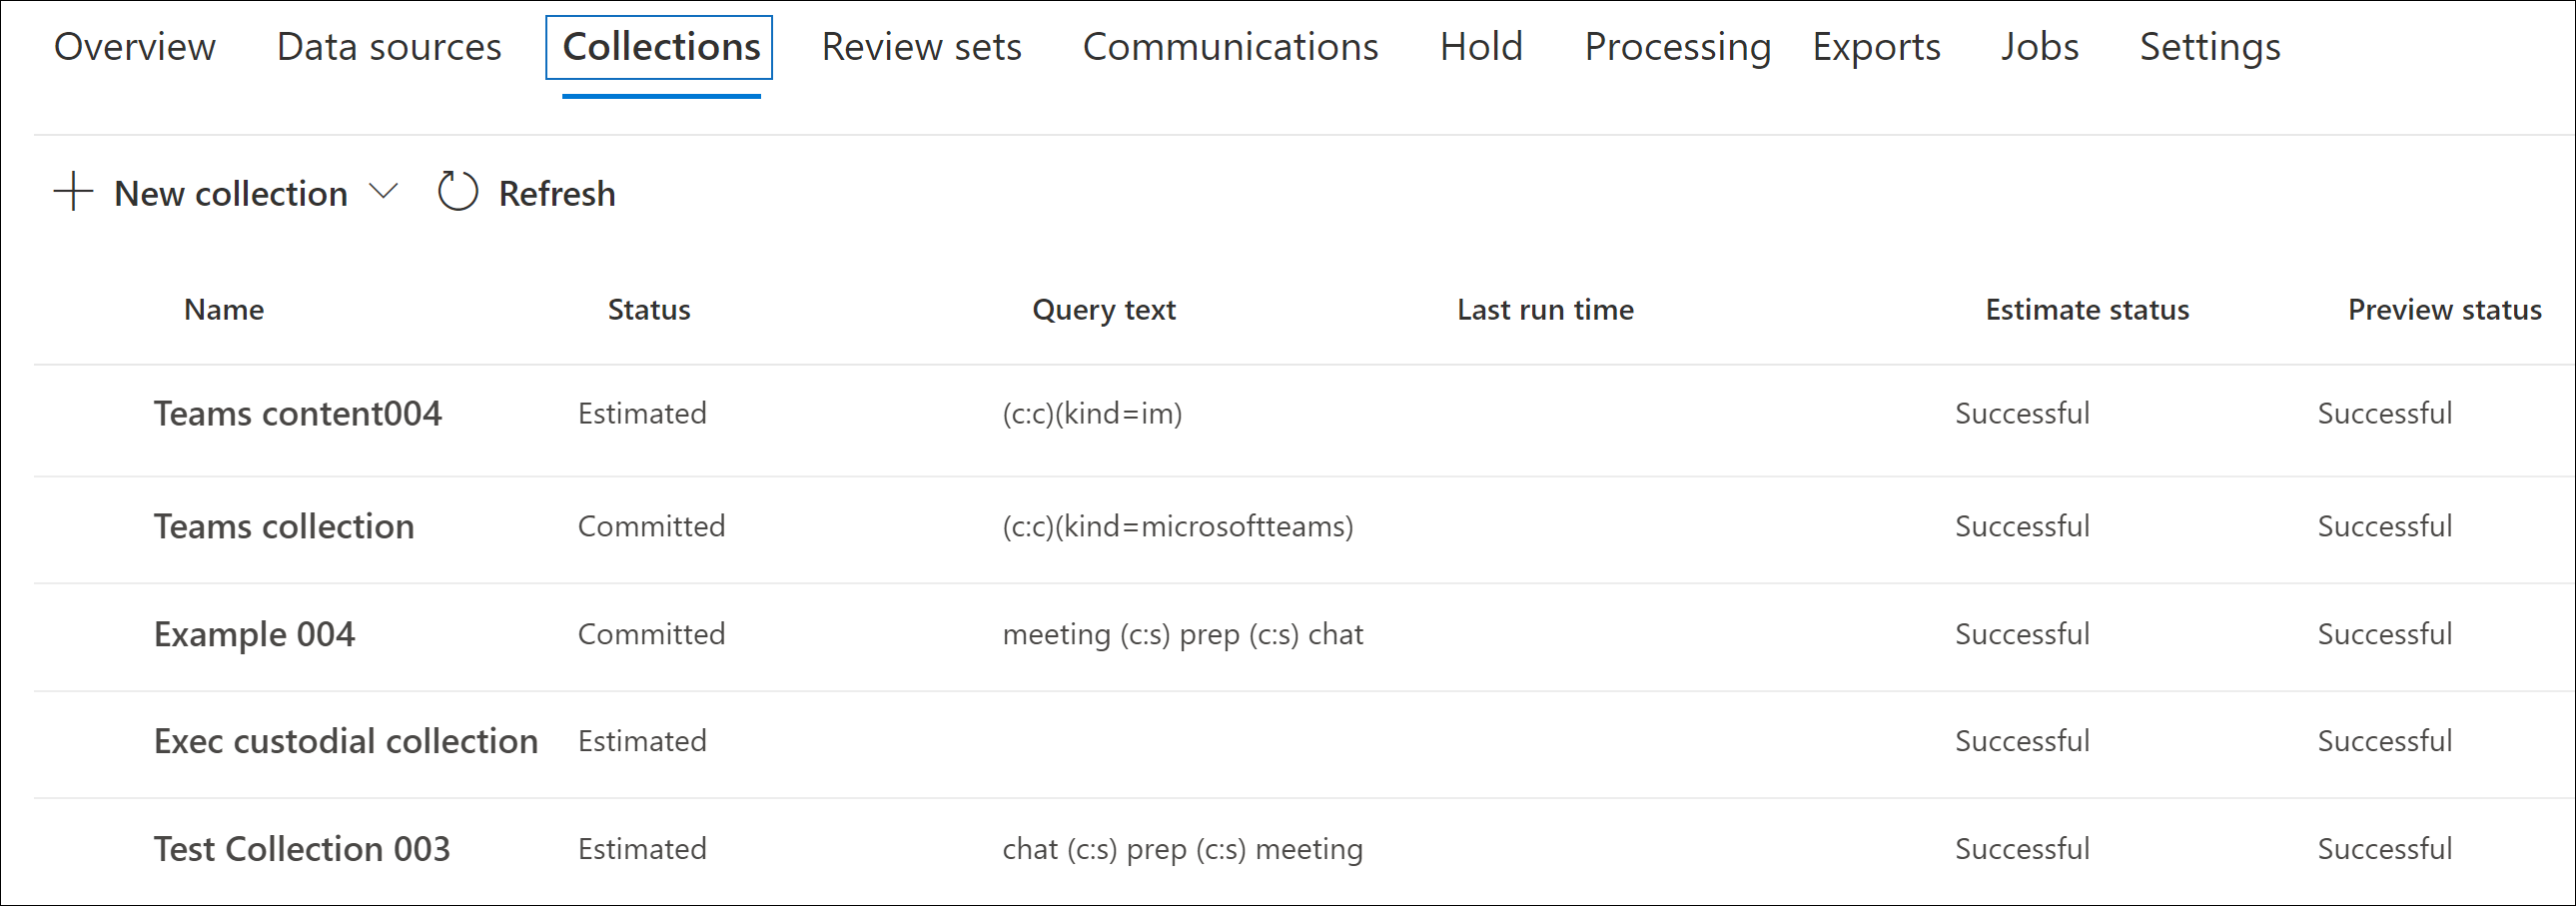 Overview Data sources Collections Review sets Communications Hold Processing Exports Jobs Settings
New collection Refresh
Name Status Query text Last run time Estimate status Preview status
Teams content004 Estimated (c:c)(kind=im) Successful Successful
Teams collection Committed (c:c)(kind=microsoftteams) Successful Successful
Example 004 Committed meeting (c:s) prep (c:s) chat Successful Successful
Exec custodial collection Estimated Successful Successful
Test Collection 003 Estimated chat (c:s) prep (c:s) meeting Successful Successful